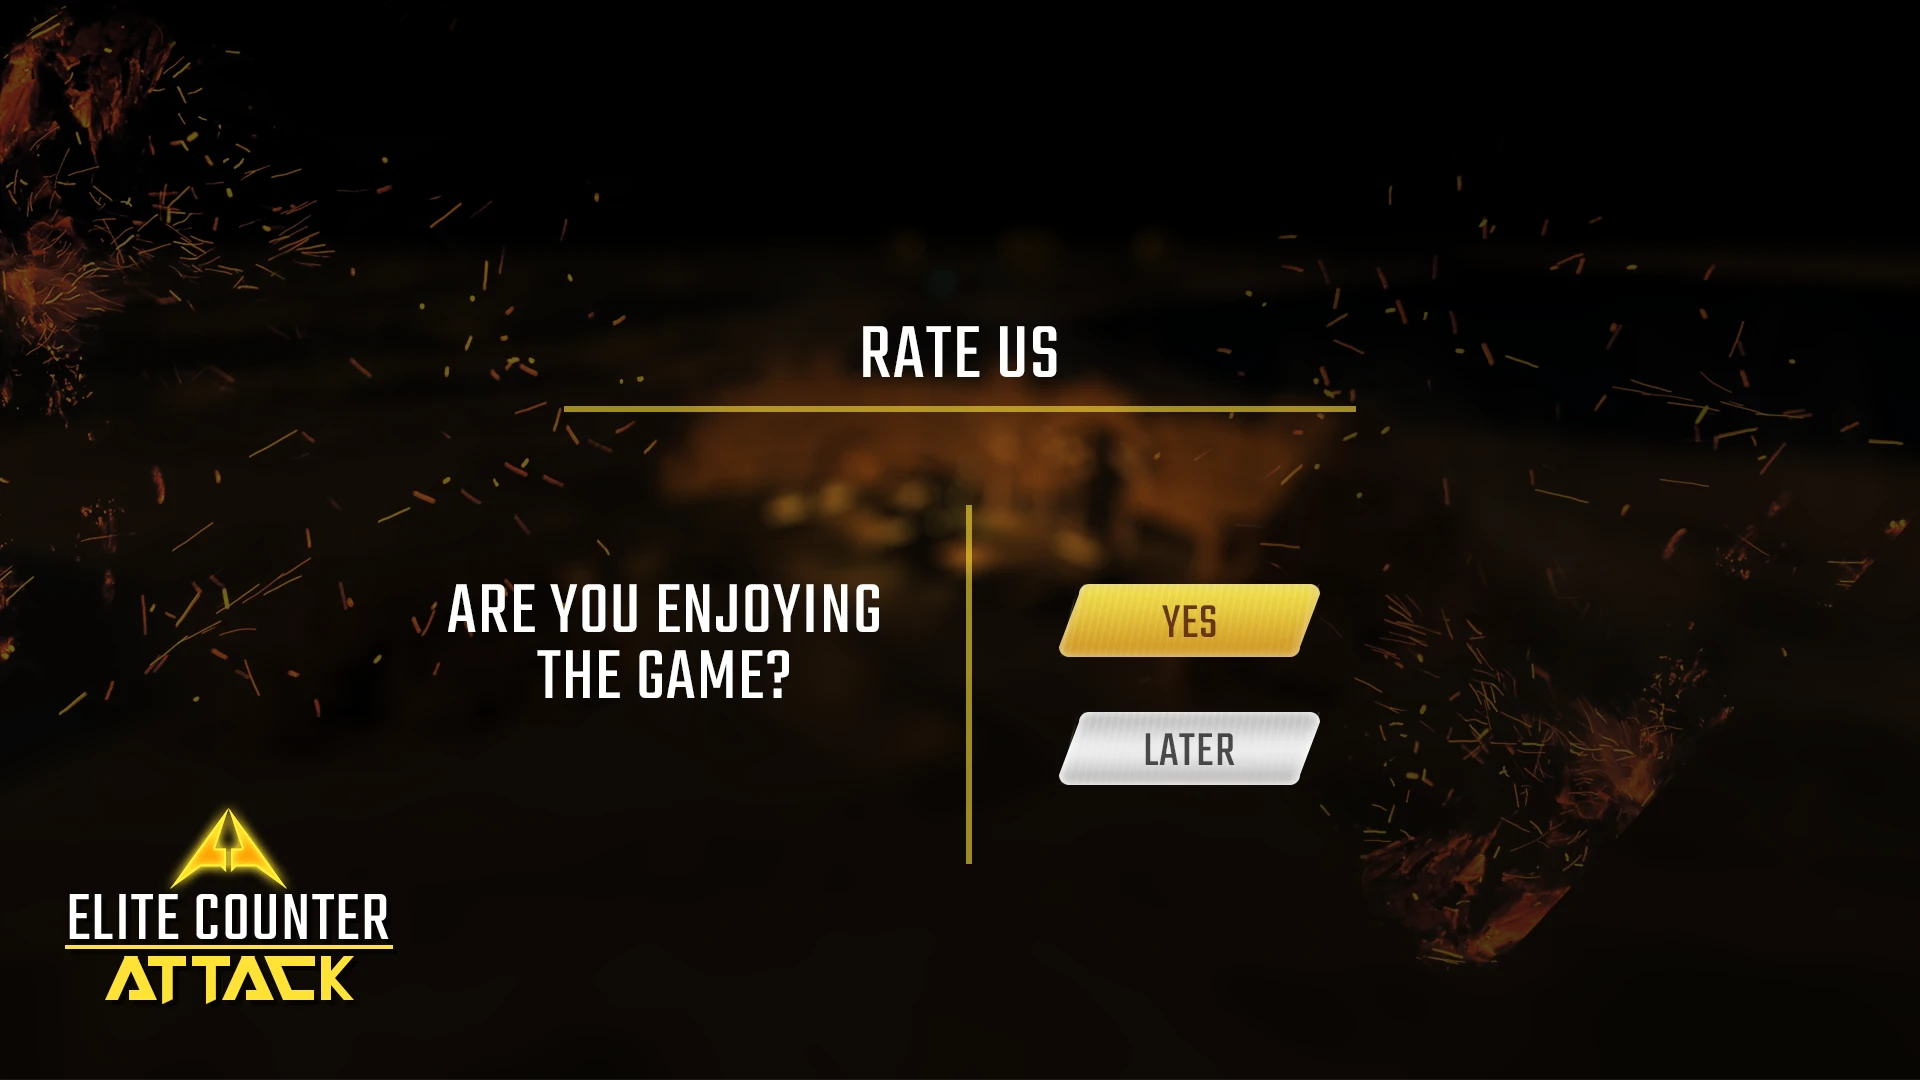 RATE US
ARE YOU ENJOYING
THE GAME?
YES
LATER
ELITE COUNTER
ATTACK